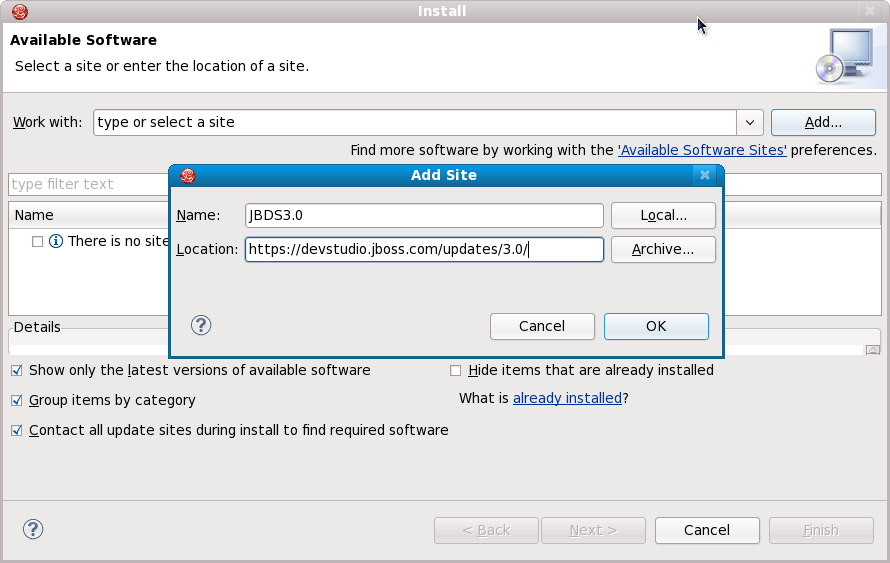 Install
Available Software
Select a site or enter the location of a site.
Work with: type or select a site Add...
Find more software by working with the 'Available Software Sites' preferences.
type filter text
Add Site
Name
Name: JBDS3.0 Local...
There is no site
Location: https://devstudio.jboss.com/updates/3.0/ Archive...
Cancel OK
Details
Show only the latest versions of available software Hide items that are already installed
Group items by category What is already installed?
Contact all update sites during install to find required software
< Back Next > Cancel Finish